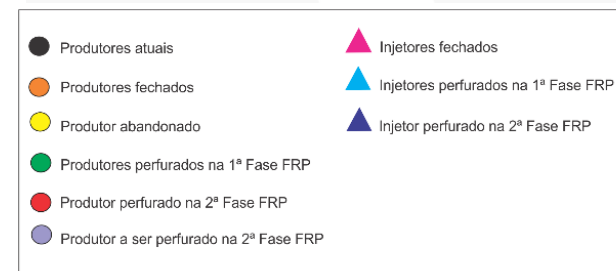 Produtores atuais
Produtores fechados
Produtor abandonado
Produtores perfurados na 1ª Fase FRP
Produtor perfurado na 2ª Fase FRP
Produtor a ser perfurado na 2ª Fase FRP
Injetores fechados
Injetores perfurados na 1ª Fase FRP
Injetor perfurado na 2ª Fase FRP